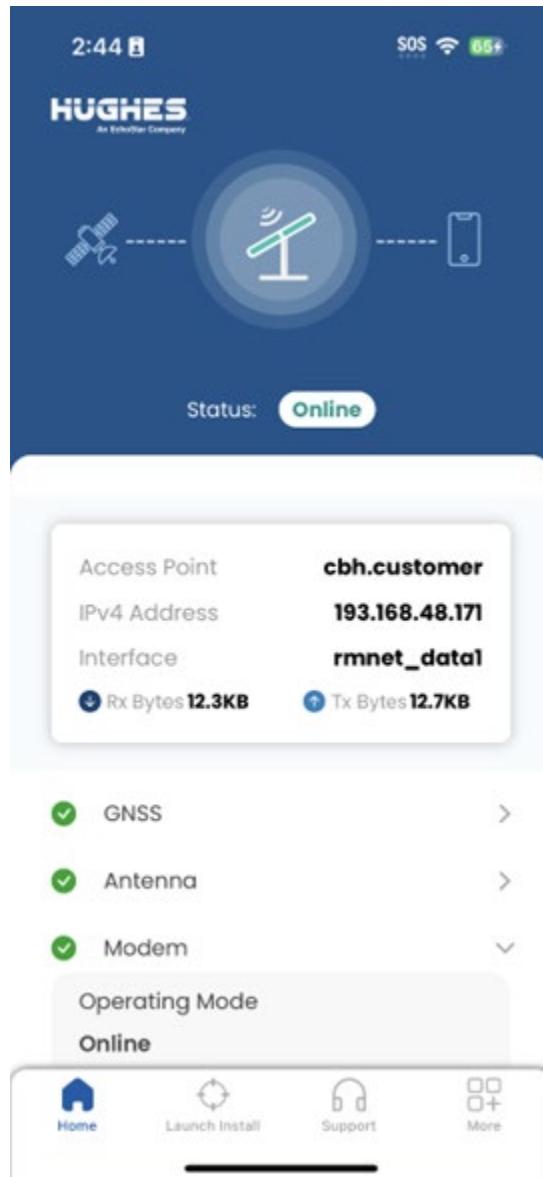 2:44 SOS 65
HUGHES
An EchoStar Company
Status: Online
Access Point cbh.customer
IPv4 Address 193.168.48.171
Interface rmnet_data1
Rx Bytes 12.3KB Tx Bytes 12.7KB
GNSS
Antenna
Modem
Operating Mode
Online
Home Launch Install Support More